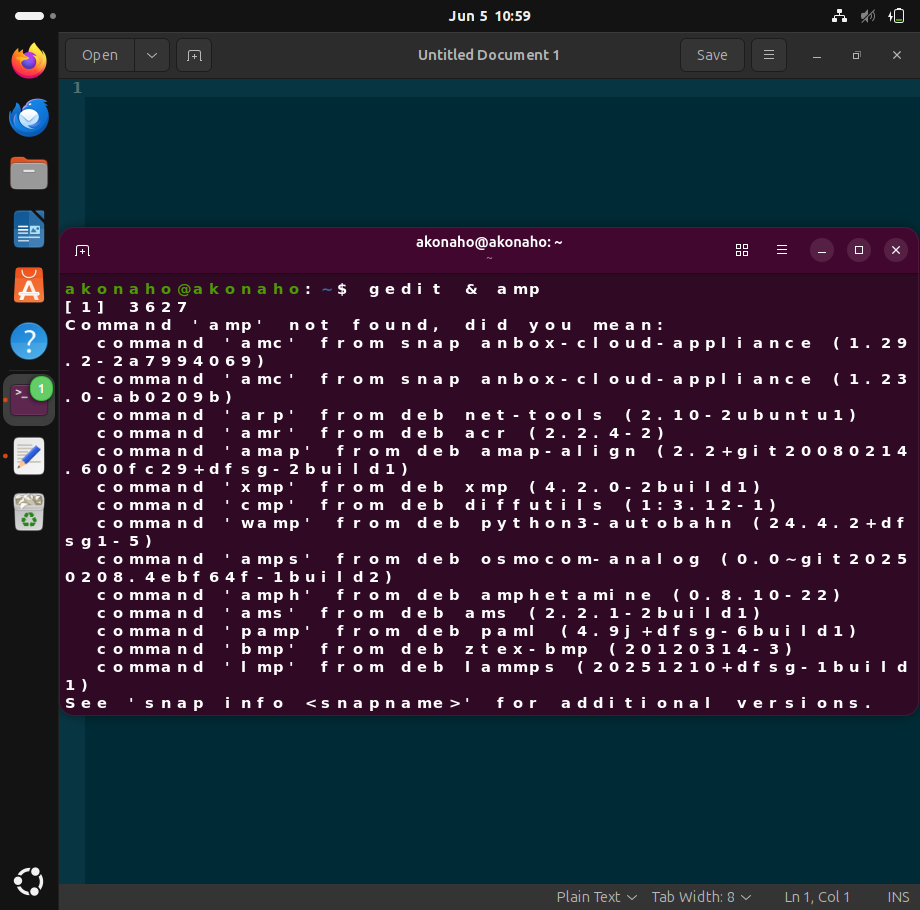 Jun 5 10:59
Open
Untitled Document 1
Save
1
akonaho@akonaho: ~
~
akonaho@akonaho:~$ gedit & amp
[1] 3627
Command 'amp' not found, did you mean:
command 'amc' from snap anbox-cloud-appliance (1.29
.2-2a7994069)
command 'amc' from snap anbox-cloud-appliance (1.23
.0-ab0209b)
command 'arp' from deb net-tools (2.10-2ubuntu1)
command 'amr' from deb acr (2.2.4-2)
command 'amap' from deb amap-align (2.2+git20080214
.600fc29+dfsg-2build1)
command 'xmp' from deb xmp (4.2.0-2build1)
command 'cmp' from deb diffutils (1:3.12-1)
command 'wamp' from deb python3-autobahn (24.4.2+df
sg1-5)
command 'amps' from deb osmocom-analog (0.0~git2025
0208.4ebf64f-1build2)
command 'amph' from deb amphetamine (0.8.10-22)
command 'ams' from deb ams (2.2.1-2build1)
command 'pamp' from deb paml (4.9j+dfsg-6build1)
command 'bmp' from deb ztex-bmp (20120314-3)
command 'lmp' from deb lammps (20251210+dfsg-1build
1)
See 'snap info <snapname>' for additional versions.
1
Plain Text Tab Width: 8 Ln 1, Col 1 INS